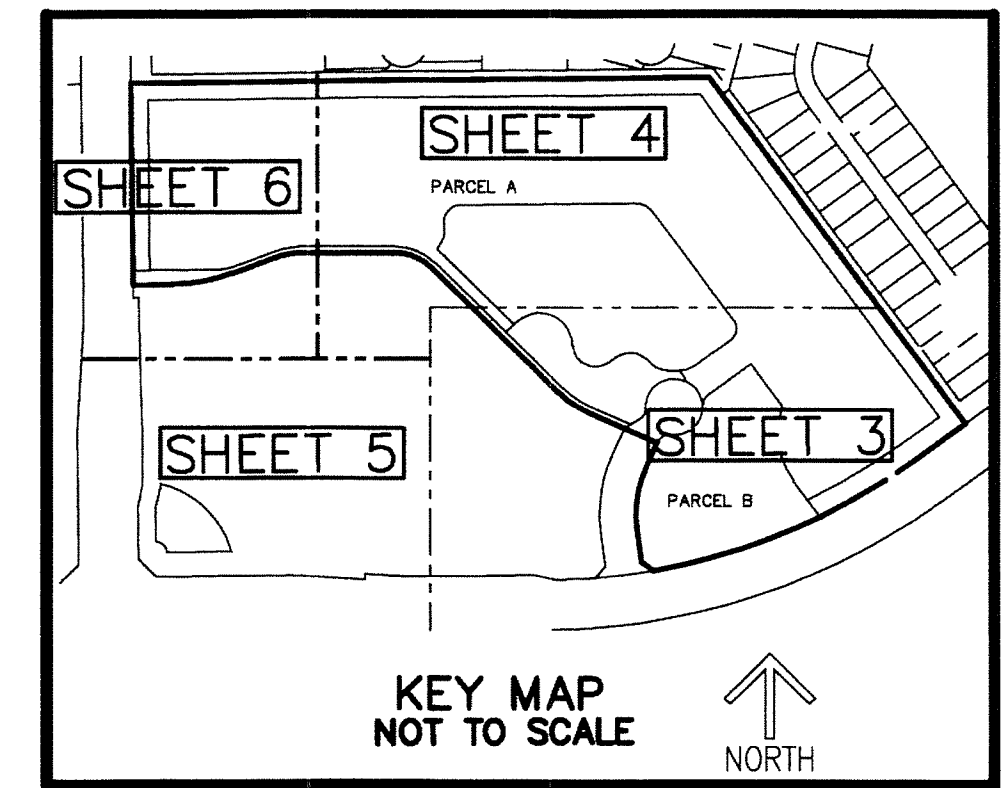 SHEET 4
PARCEL A
SHEET 6
SHEET 3
SHEET 5
PARCEL B
KEY MAP
NOT TO SCALE
NORTH